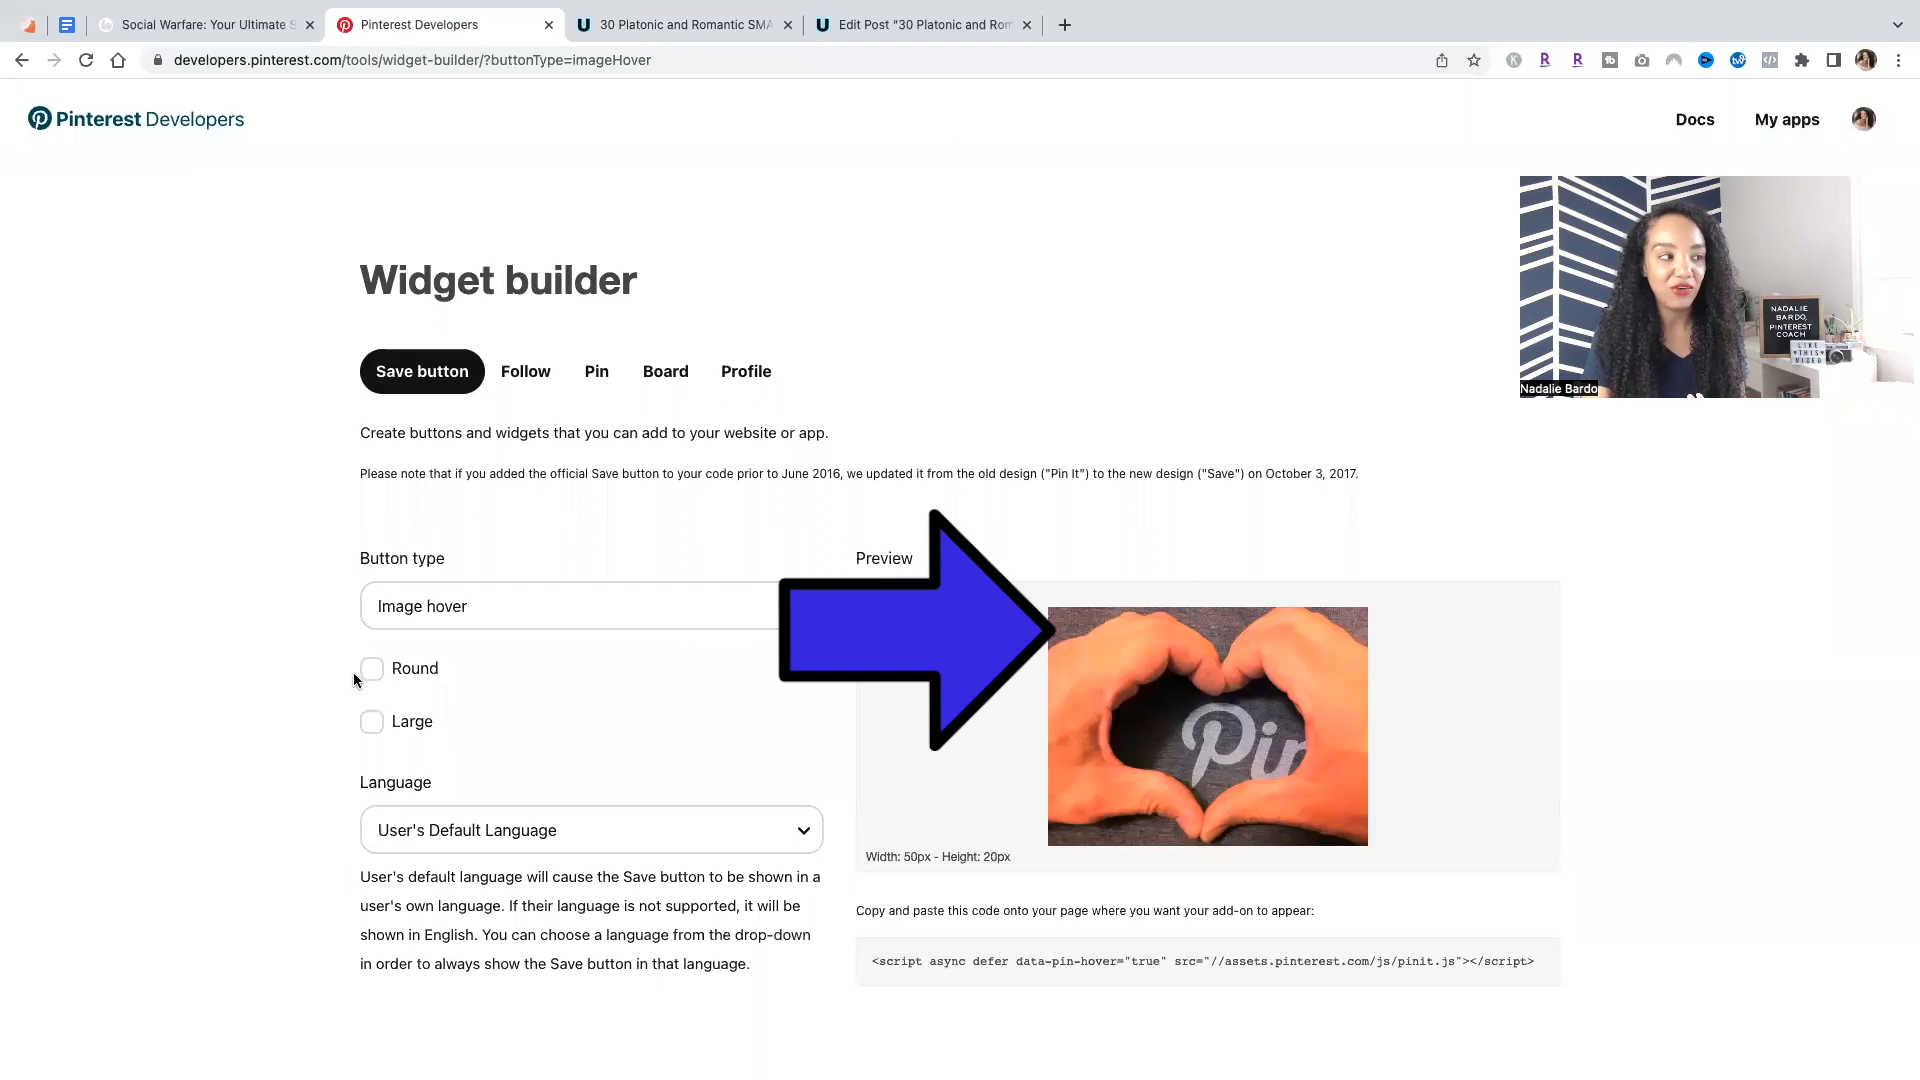 Social Warfare: Your Ultimate S
Pinterest Developers
30 Platonic and Romantic SMA
Edit Post “30 Platonic and Rom
developers.pinterest.com/tools/widget-builder/?buttonType=imageHover
Pinterest Developers
Docs
My apps
NADALIE
BARDO,
PINTEREST
COACH
LIKE
THIS
VIDEO
Nadalie Bardo
Widget builder
Save button
Follow
Pin
Board
Profile
Create buttons and widgets that you can add to your website or app.
Please note that if you added the official Save button to your code prior to June 2016, we updated it from the old design ("Pin It") to the new design ("Save") on October 3, 2017.
Button type
Image hover
Round
Large
Language
User's Default Language
User's default language will cause the Save button to be shown in a
user's own language. If their language is not supported, it will be
shown in English. You can choose a language from the drop-down
in order to always show the Save button in that language.
Preview
Pin
Width: 50px - Height: 20px
Copy and paste this code onto your page where you want your add-on to appear:
<script async defer data-pin-hover="true" src="//assets.pinterest.com/js/pinit.js"></script>